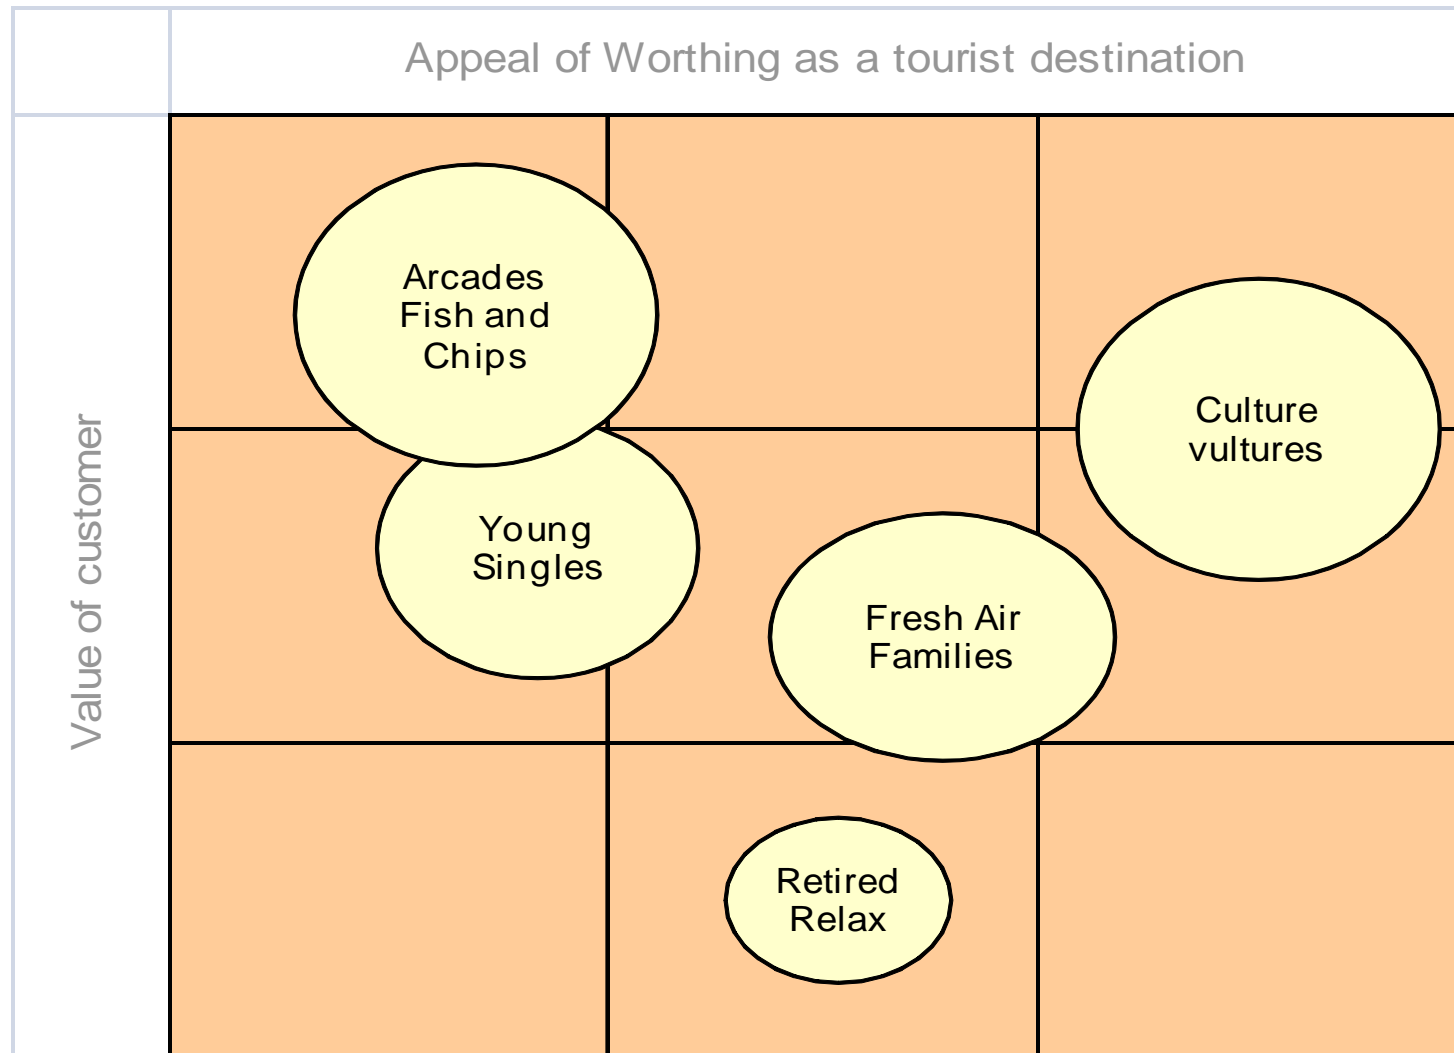 Appeal of Worthing as a tourist destination
Value of customer
Arcades
Fish and
Chips
Culture
vultures
Young
Singles
Fresh Air
Families
Retired
Relax